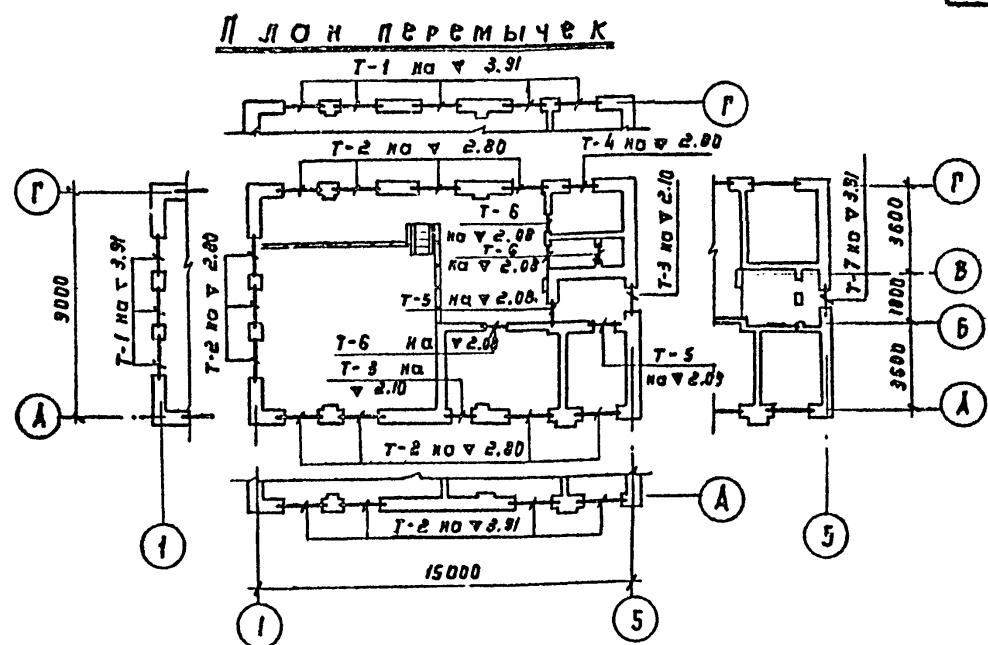 План перемычек
Т-1 на ▽ 3.91
Г
Т-2 на ▽ 2.80
Т-4 на ▽ 2.80
Г
Г
Т-6
на ▽ 2.08
Т-6
на ▽ 2.08
Т-3 на ▽ 2.10
Т-7 на ▽ 3.91
3600
В
9000
Т-1 на ▽ 3.91
Т-2 на ▽ 2.80
Т-5 на ▽ 2.08
1800
Б
Т-6 на ▽ 2.08
Т-3 на
▽ 2.10
Т-5
на ▽ 2.09
3600
А
А
Т-2 на ▽ 2.80
А
Т-2 на ▽ 3.91
1
5
15000
1
5